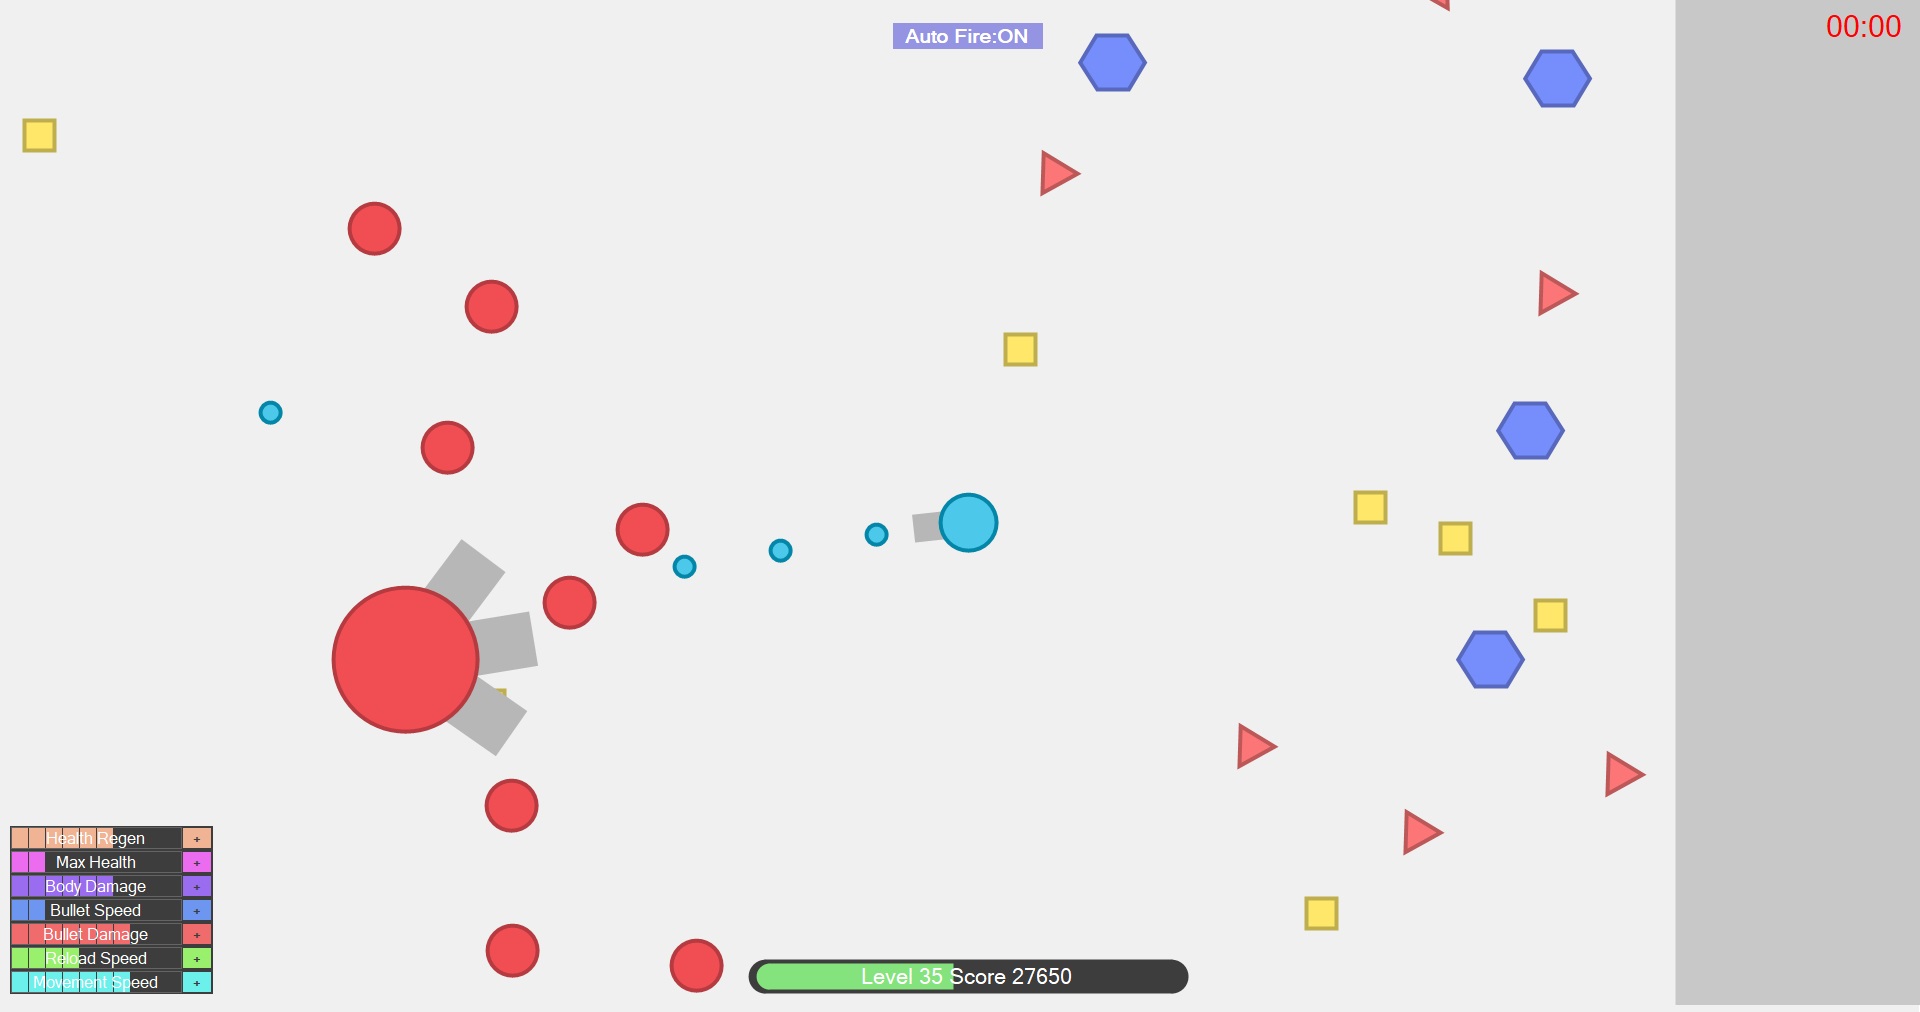 Auto Fire:ON
00:00
Health Regen +
Max Health +
Body Damage +
Bullet Speed +
Bullet Damage +
Reload Speed +
Movement Speed +
Level 35 Score 27650